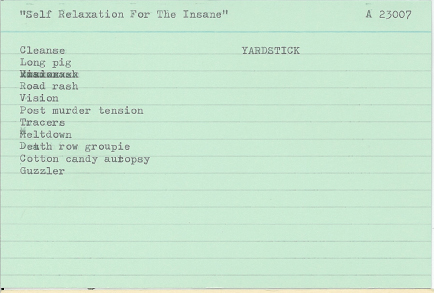 "Self Relaxation For The Insane" A 23007
Cleanse YARDSTICK
Long pig
Road rash
Vision
Post murder tension
Tracers
Meltdown
Death row groupie
Cotton candy autopsy
Guzzler